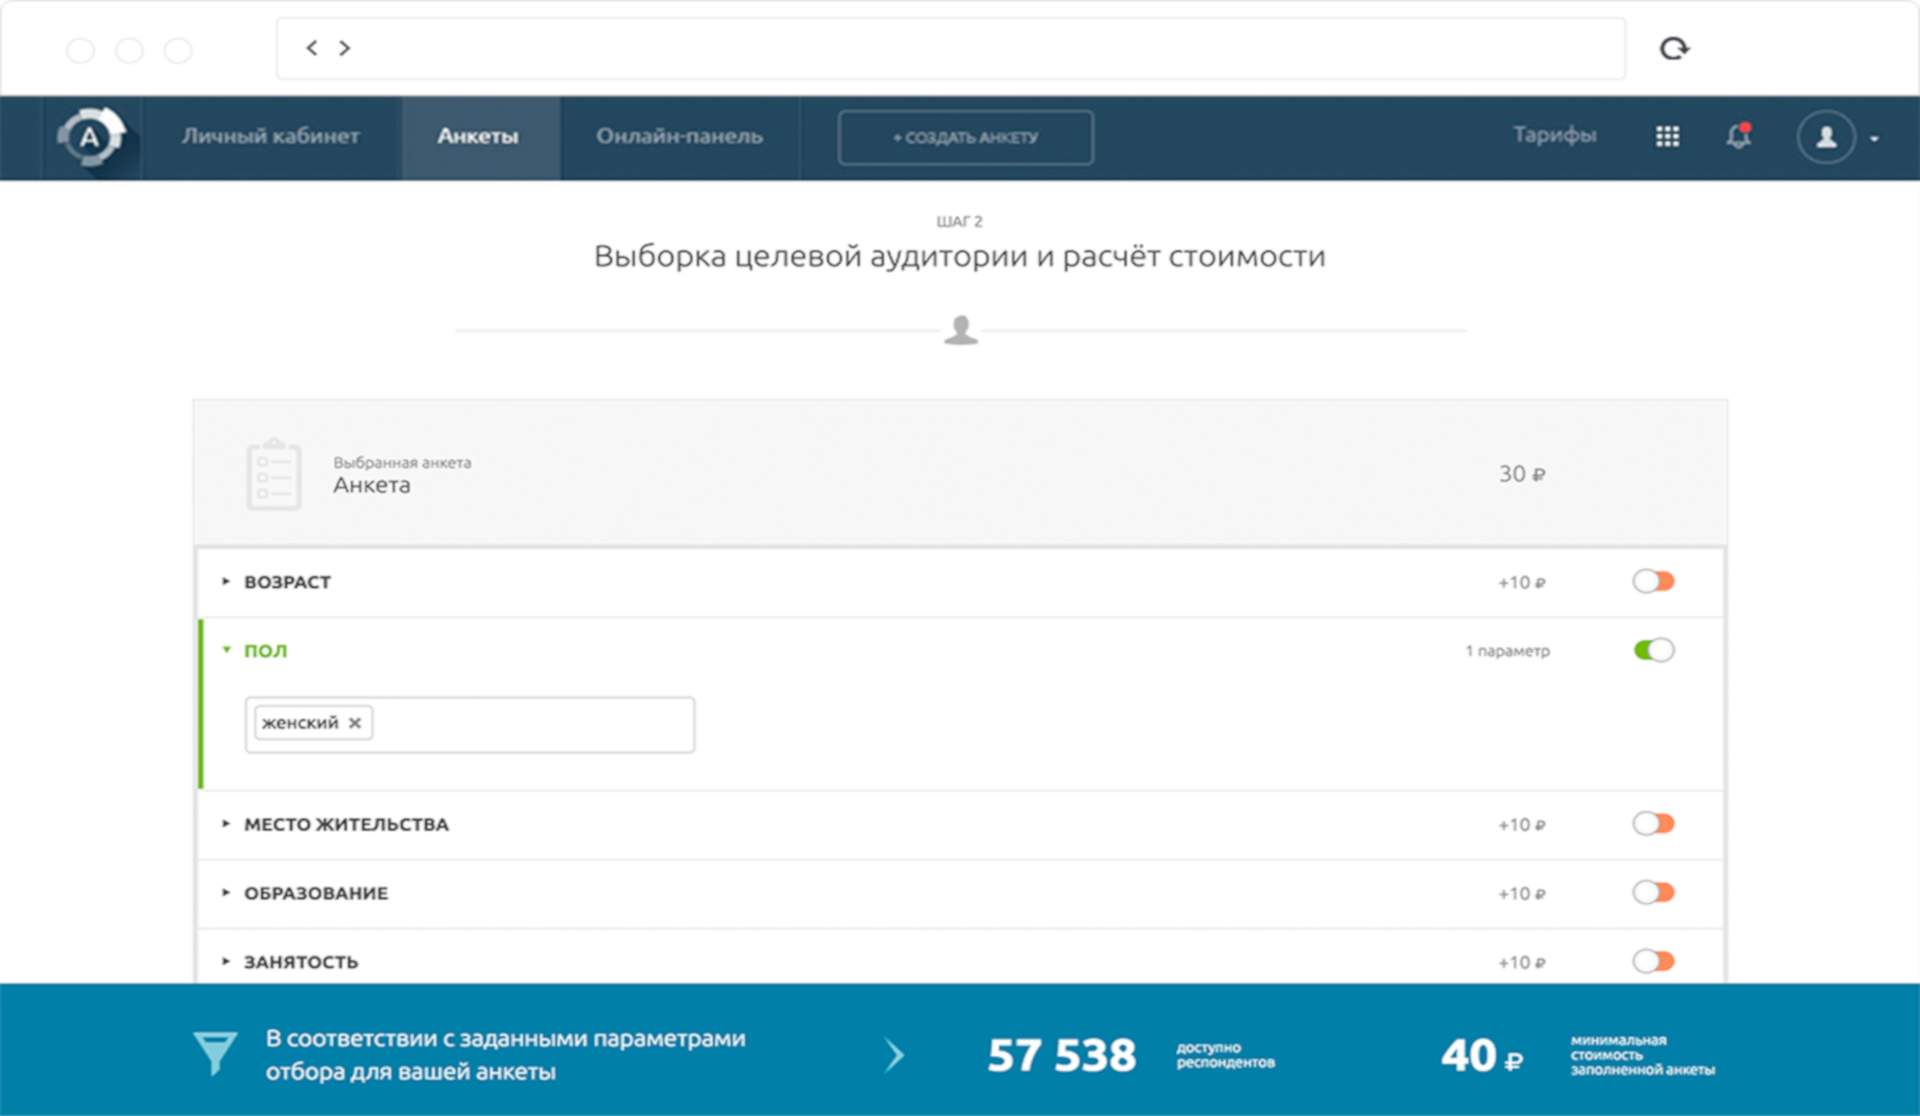 А
Личный кабинет
Анкеты
Онлайн-панель
+ СОЗДАТЬ АНКЕТУ
Тарифы
ШАГ 2
Выборка целевой аудитории и расчёт стоимости
Выбранная анкета
Анкета
30 ₽
ВОЗРАСТ
+10 ₽
ПОЛ
1 параметр
женский ×
МЕСТО ЖИТЕЛЬСТВА
+10 ₽
ОБРАЗОВАНИЕ
+10 ₽
ЗАНЯТОСТЬ
+10 ₽
В соответствии с заданными параметрами
отбора для вашей анкеты
57 538
доступно
респондентов
40 ₽
минимальная
стоимость
заполненной анкеты